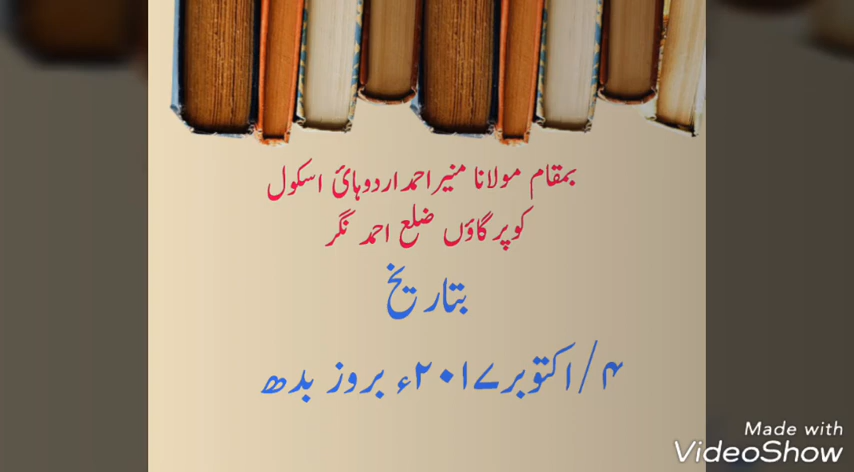 بمقام مولانا منیر احمد اردو ہائ اسکول
کوپر گاؤں ضلع احمد نگر
بتاریخ
۴/اکتوبر ۲۰۱۷ء بروز بدھ
Made with
VideoShow